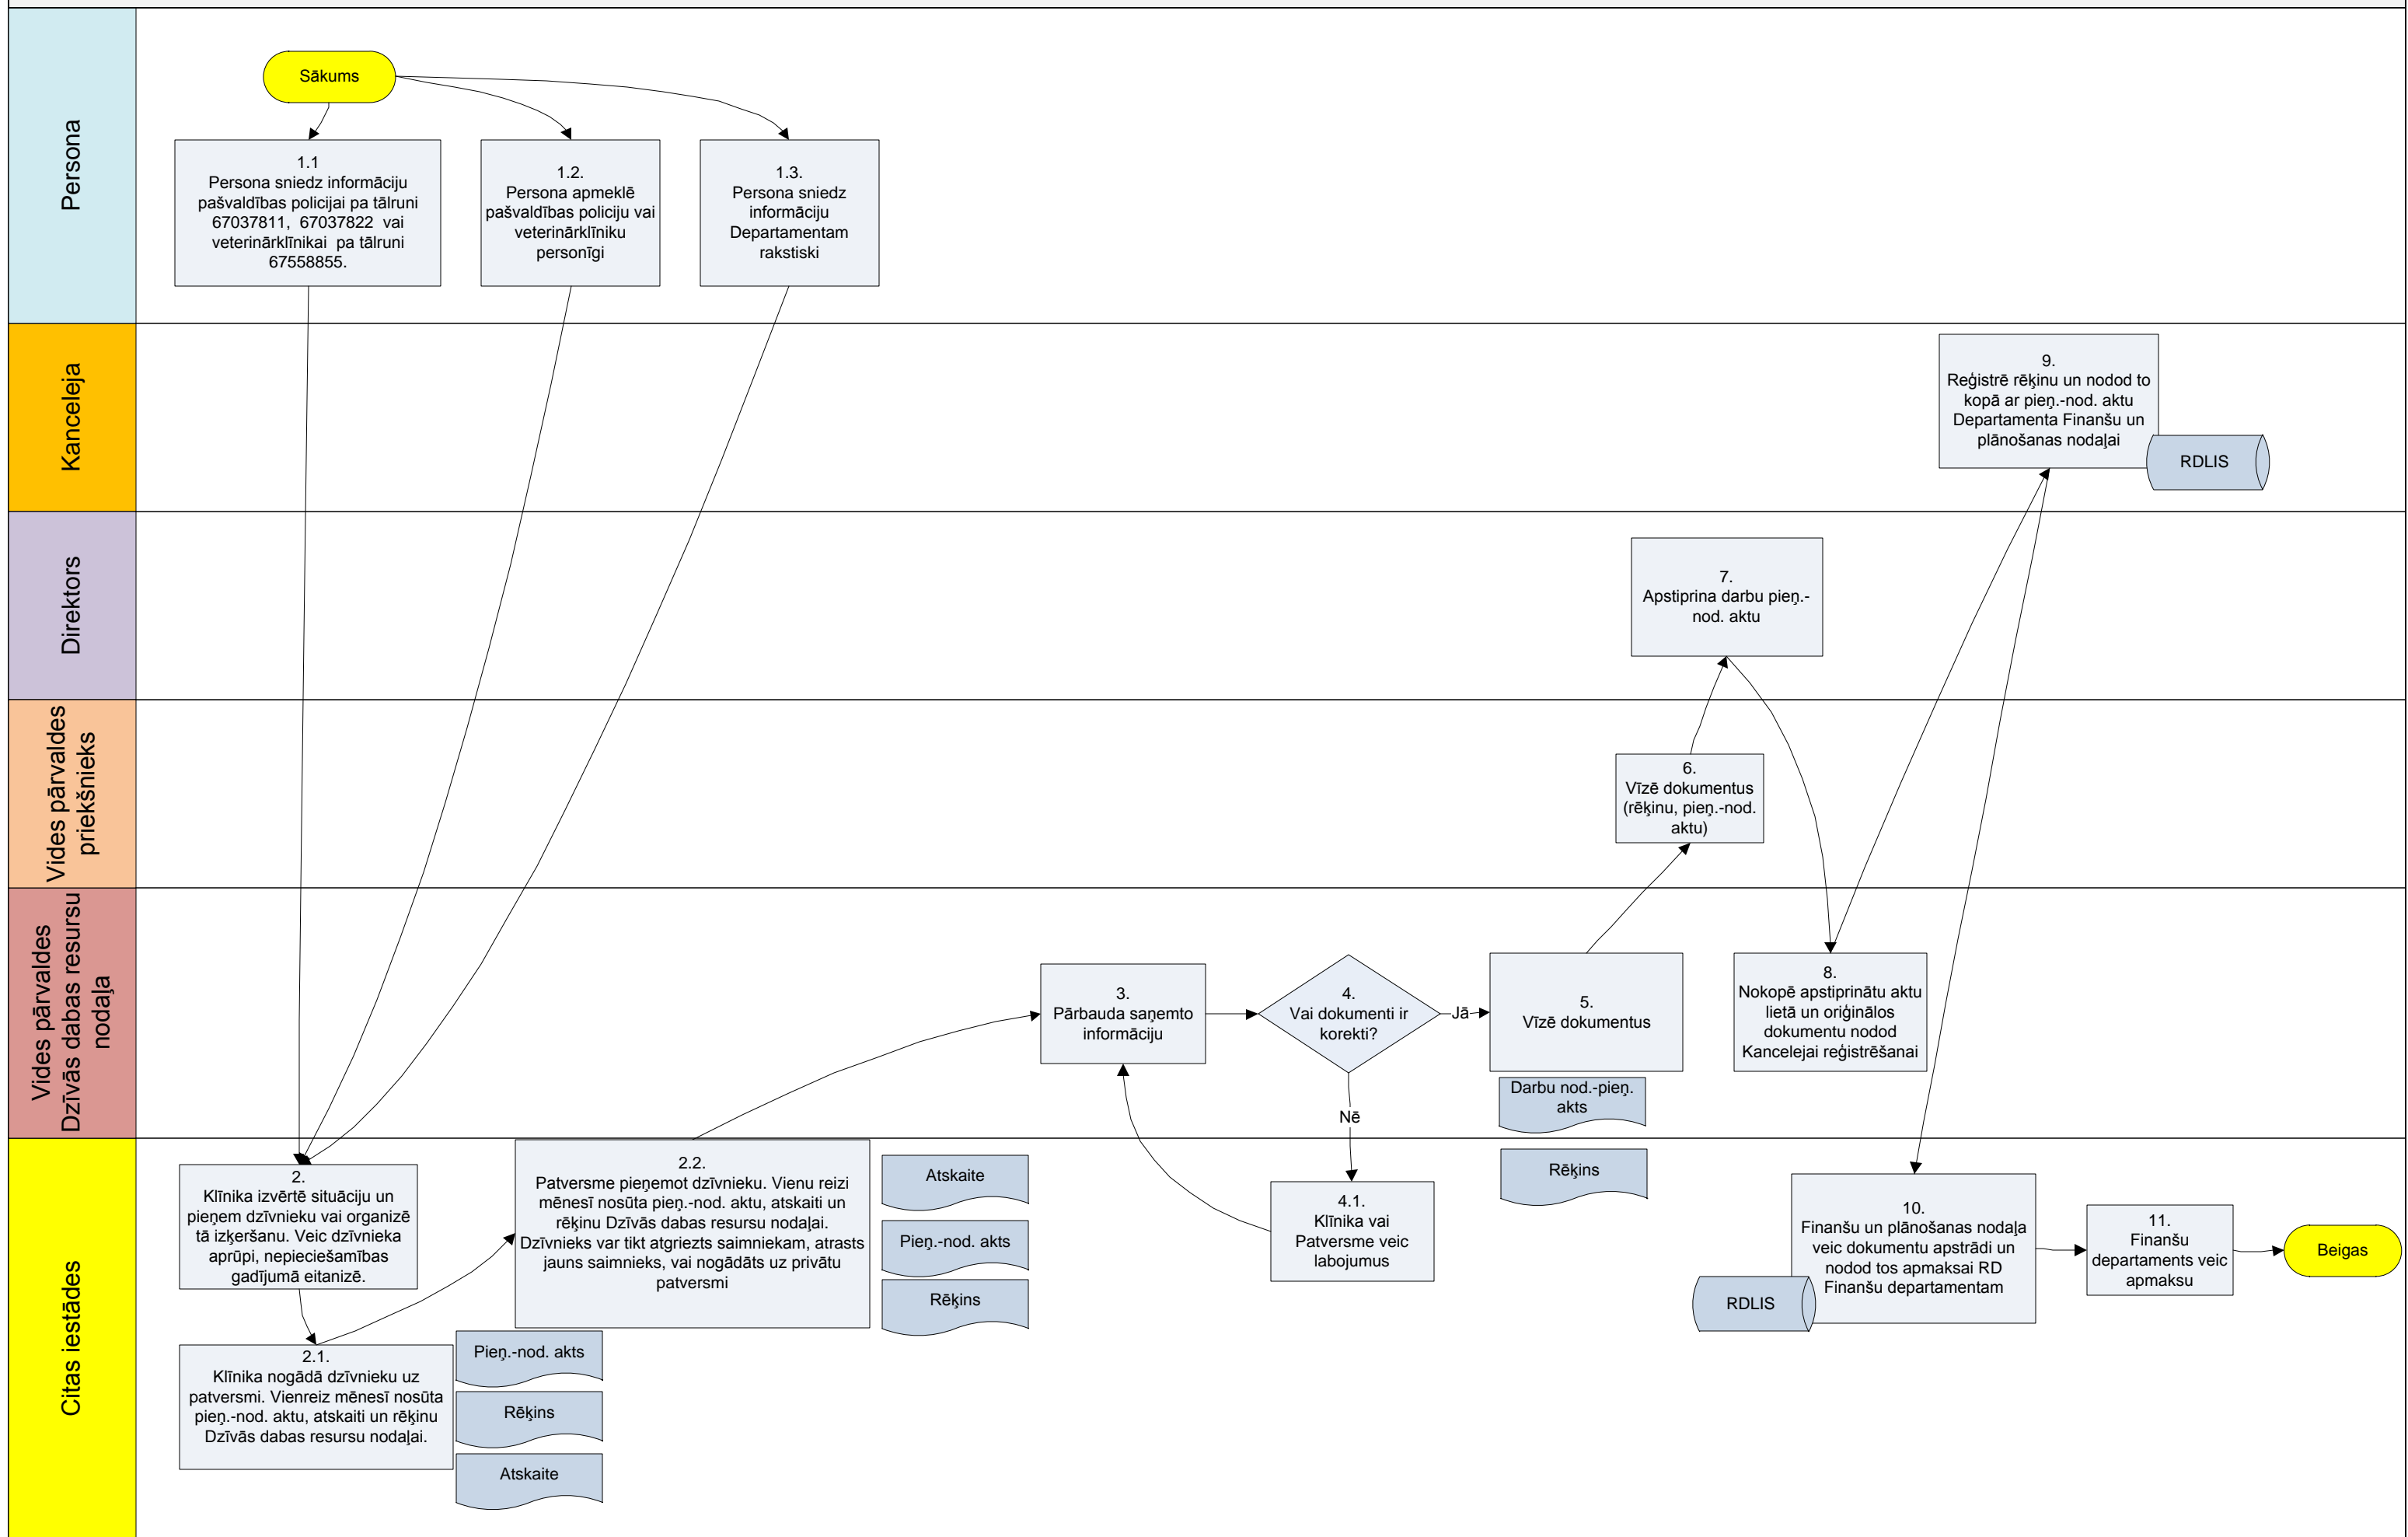 Persona
Sākums
1.1
Persona sniedz informāciju
pašvaldības policijai pa tālruni
67037811, 67037822 vai
veterinārklīnikai pa tālruni
67558855.
1.2.
Persona apmeklē
pašvaldības policiju vai
veterinārklīniku
personīgi
1.3.
Persona sniedz
informāciju
Departamentam
rakstiski
Kanceleja
9.
Reģistrē rēķinu un nodod to
kopā ar pieņ.-nod. aktu
Departamenta Finanšu un
plānošanas nodaļai
RDLIS
Direktors
7.
Apstiprina darbu pieņ.-
nod. aktu
Vides pārvaldes
priekšnieks
6.
Vīzē dokumentus
(rēķinu, pieņ.-nod.
aktu)
Vides pārvaldes
Dzīvās dabas resursu
nodaļa
3.
Pārbauda saņemto
informāciju
4.
Vai dokumenti ir
korekti?
Jā
Nē
5.
Vīzē dokumentus
Darbu nod.-pieņ.
akts
8.
Nokopē apstiprinātu aktu
lietā un oriģinālos
dokumentu nodod
Kancelejai reģistrēšanai
Citas iestādes
2.
Klīnika izvērtē situāciju un
pieņem dzīvnieku vai organizē
tā izķeršanu. Veic dzīvnieka
aprūpi, nepieciešamības
gadījumā eitanizē.
2.1.
Klīnika nogādā dzīvnieku uz
patversmi. Vienreiz mēnesī nosūta
pieņ.-nod. aktu, atskaiti un rēķinu
Dzīvās dabas resursu nodaļai.
Pieņ.-nod. akts
Rēķins
Atskaite
2.2.
Patversme pieņemot dzīvnieku. Vienu reizi
mēnesī nosūta pieņ.-nod. aktu, atskaiti un
rēķinu Dzīvās dabas resursu nodaļai.
Dzīvnieks var tikt atgriezts saimniekam, atrasts
jauns saimnieks, vai nogādāts uz privātu
patversmi
Atskaite
Pieņ.-nod. akts
Rēķins
4.1.
Klīnika vai
Patversme veic
labojumus
Rēķins
10.
Finanšu un plānošanas nodaļa
veic dokumentu apstrādi un
nodod tos apmaksai RD
Finanšu departamentam
RDLIS
11.
Finanšu
departaments veic
apmaksu
Beigas